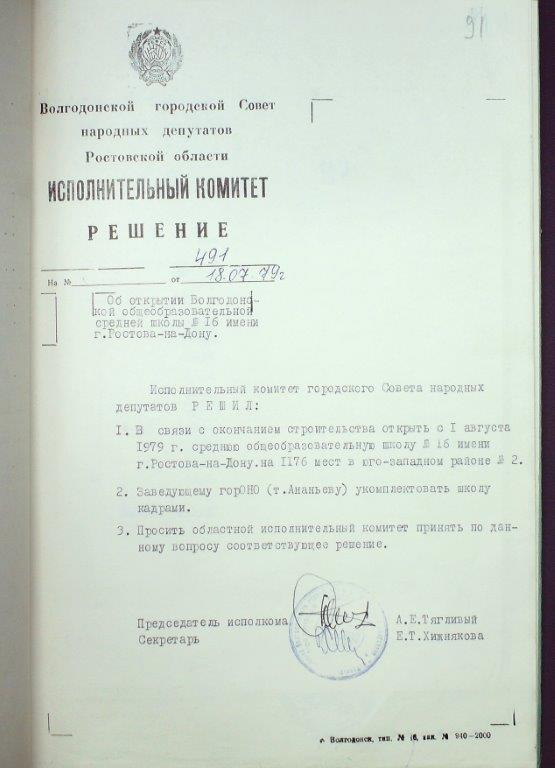 91
Волгодонской городской Совет
народных депутатов
Ростовской области
ИСПОЛНИТЕЛЬНЫЙ КОМИТЕТ
РЕШЕНИЕ
491
На № от 18.07.79г
Об открытии Волгодонс-
кой общеобразовательной
средней школы № 16 имени
г.Ростова-на-Дону.
Исполнительный комитет городского Совета народных
депутатов Р Е Ш И Л:
1. В связи с окончанием строительства открыть с I августа
1979 г. среднюю общеобразовательную школу № 16 имени
г.Ростова-на-Дону.на 1176 мест в юго-западном районе № 2.
2. Заведующему горОНО (т.Ананьеву) укомплектовать школу
кадрами.
3. Просить областной исполнительный комитет принять по дан-
ному вопросу соответствующее решение.
Председатель исполкома А.Е.Тягливый
Секретарь Е.Т.Хижнякова
г. Волгодонск, тип. № 16, зак. № 940—2000